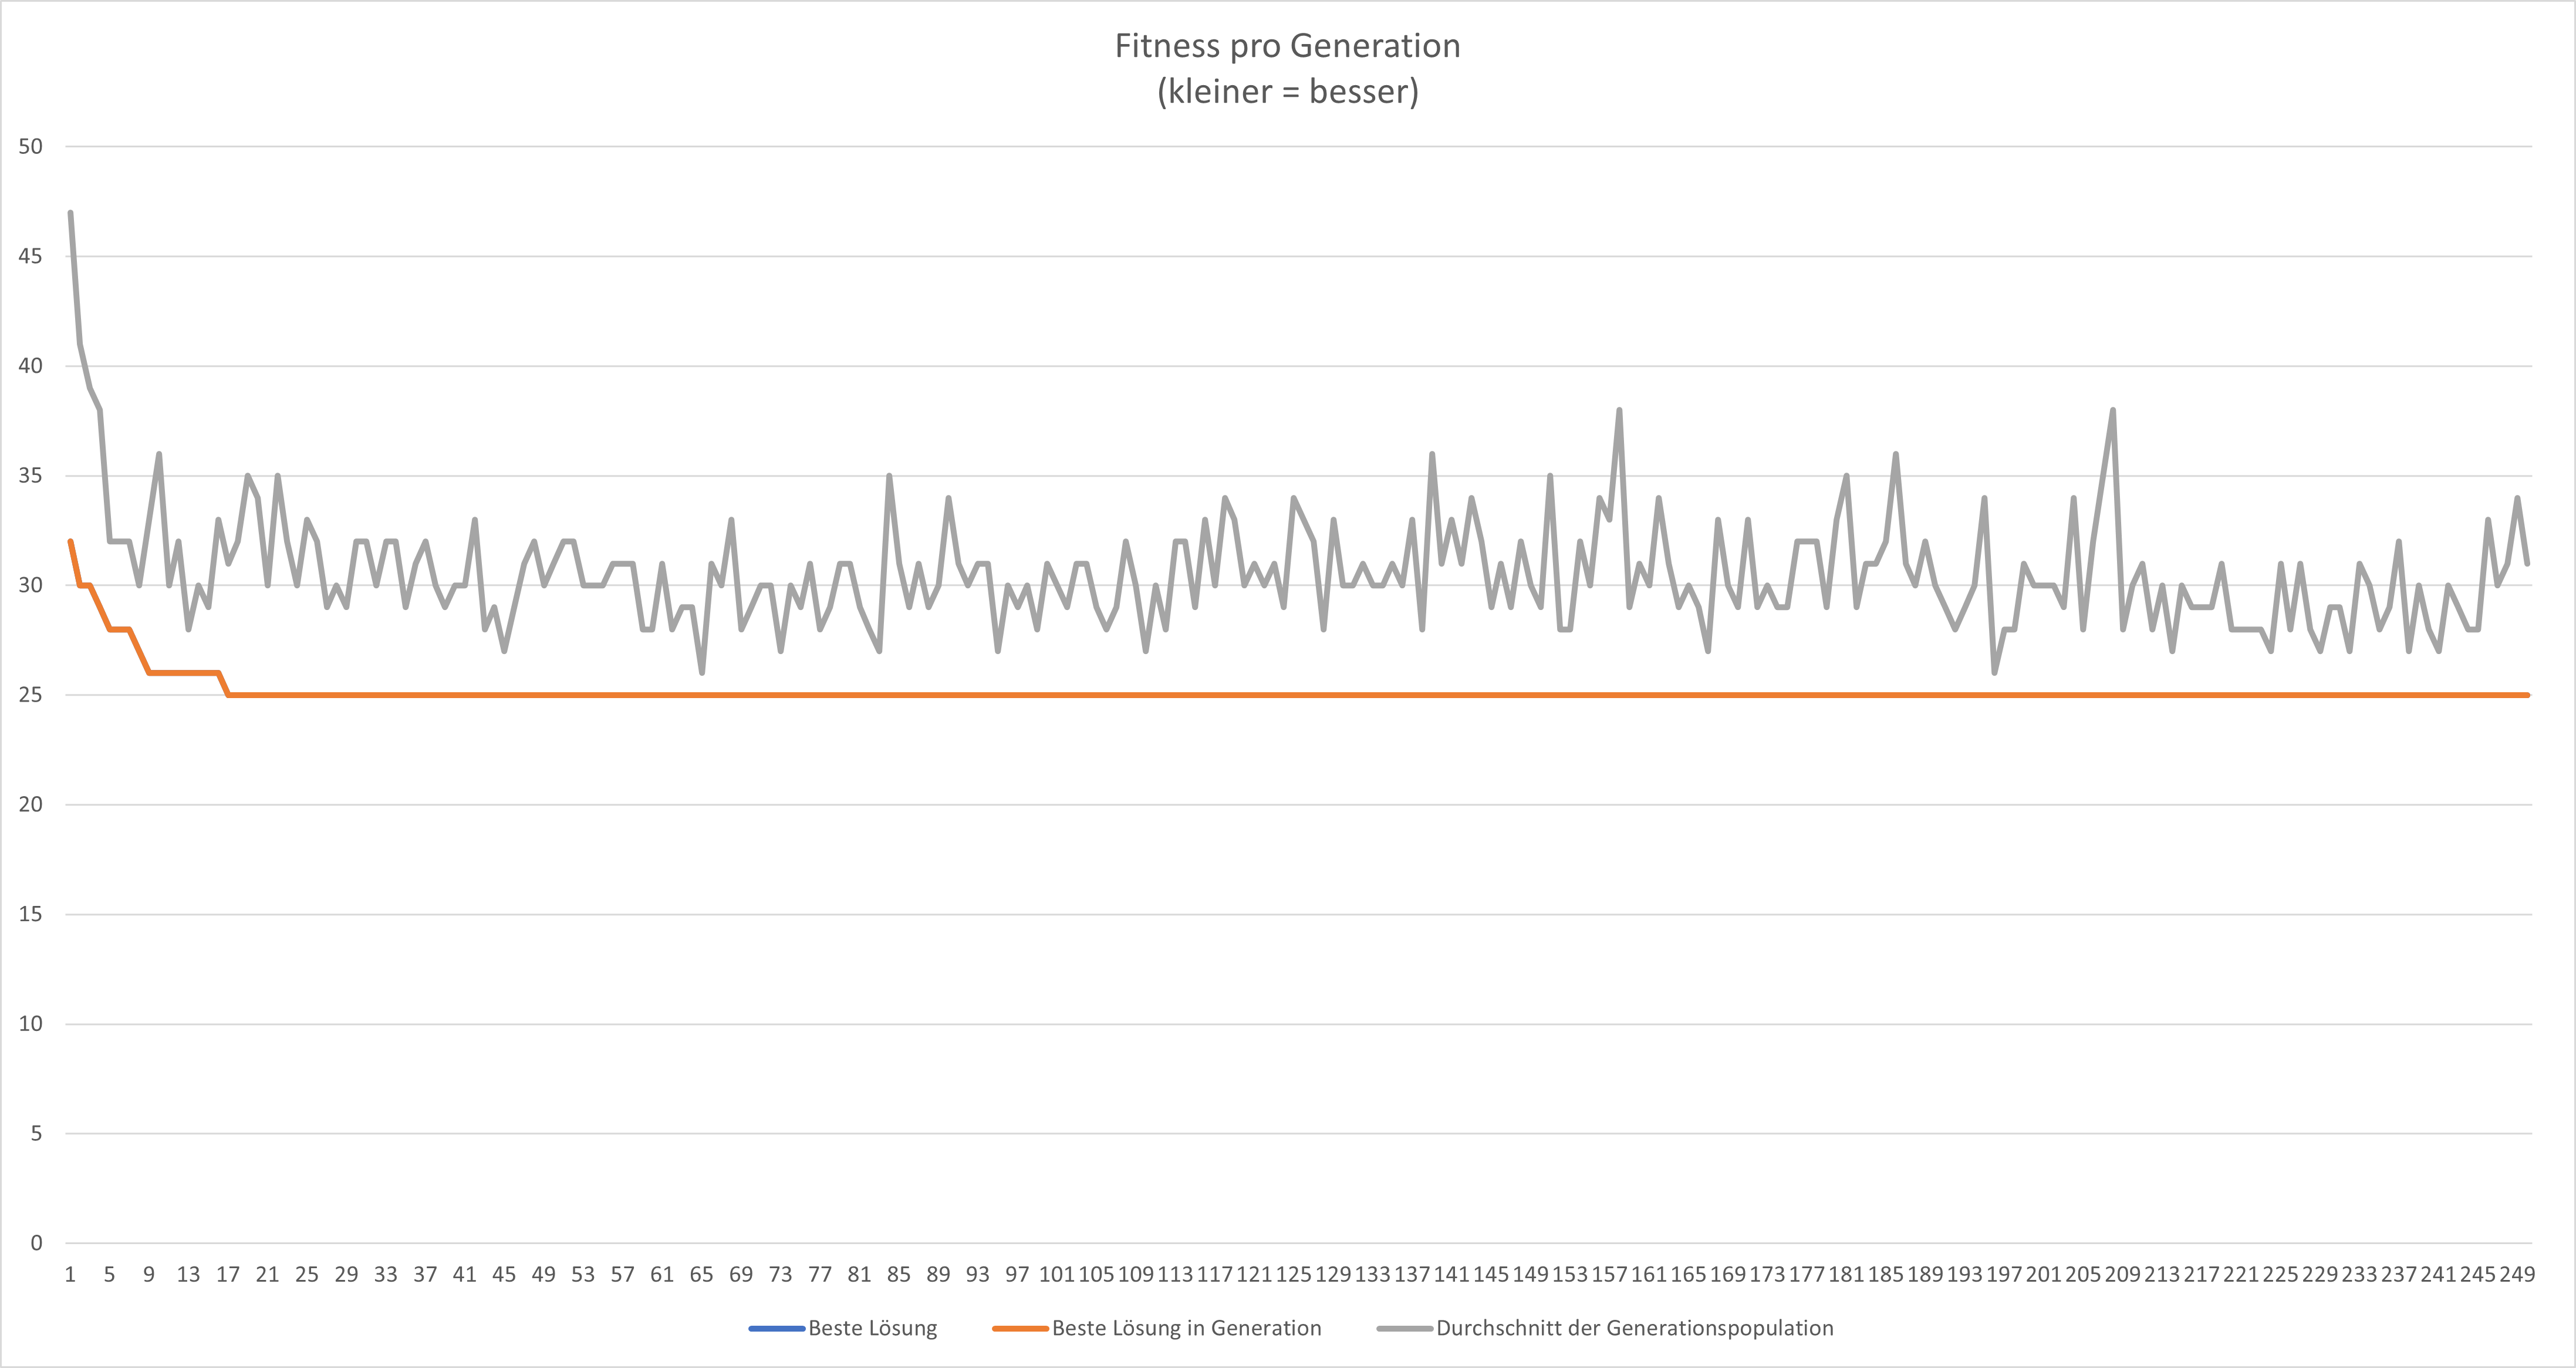 Fitness pro Generation
(kleiner = besser)
50
45
40
35
30
25
20
15
10
5
0
1 5 9 13 17 21 25 29 33 37 41 45 49 53 57 61 65 69 73 77 81 85 89 93 97 101 105 109 113 117 121 125 129 133 137 141 145 149 153 157 161 165 169 173 177 181 185 189 193 197 201 205 209 213 217 221 225 229 233 237 241 245 249
Beste Lösung Beste Lösung in Generation Durchschnitt der Generationspopulation